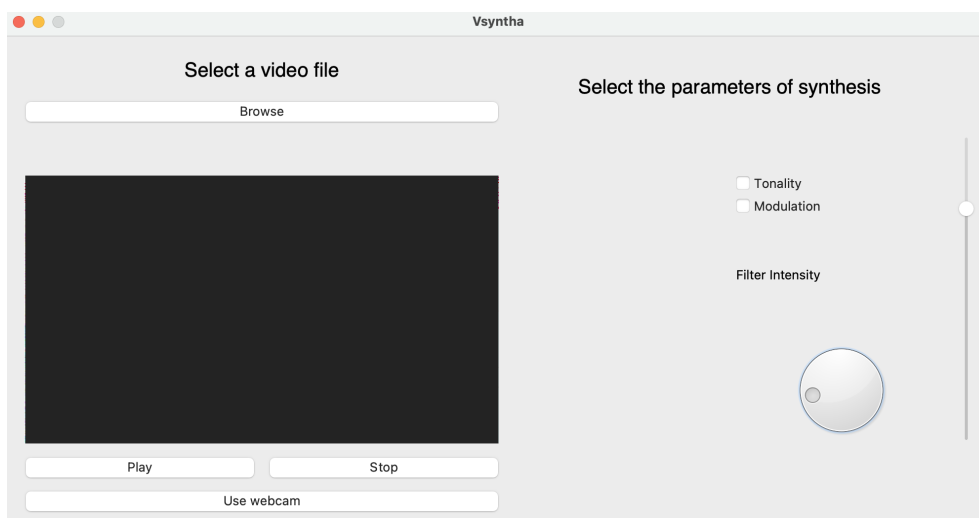 Vsyntha
Select a video file
Browse
Play
Stop
Use webcam
Select the parameters of synthesis
Tonality
Modulation
Filter Intensity